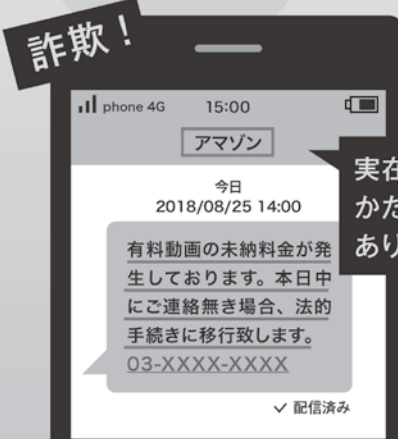 詐欺!
phone 4G 15:00
アマゾン
実在
かた
あり
今日
2018/08/25 14:00
有料動画の未納料金が発
生しております。本日中
にご連絡無き場合、法的
手続きに移行致します。
03-XXXX-XXXX
✓ 配信済み